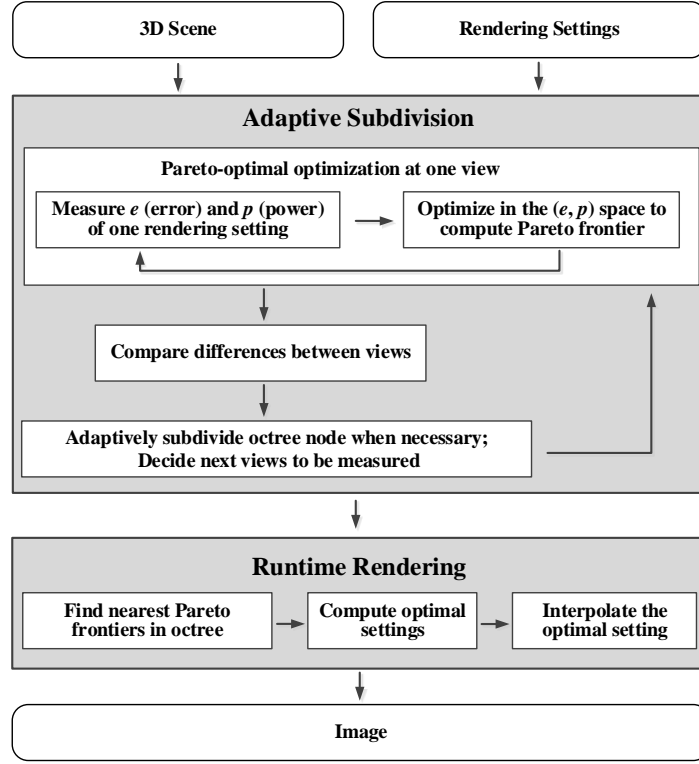 3D Scene
Rendering Settings
Adaptive Subdivision
Pareto-optimal optimization at one view
Measure e (error) and p (power)
of one rendering setting
Optimize in the (e, p) space to
compute Pareto frontier
Compare differences between views
Adaptively subdivide octree node when necessary;
Decide next views to be measured
Runtime Rendering
Find nearest Pareto
frontiers in octree
Compute optimal
settings
Interpolate the
optimal setting
Image